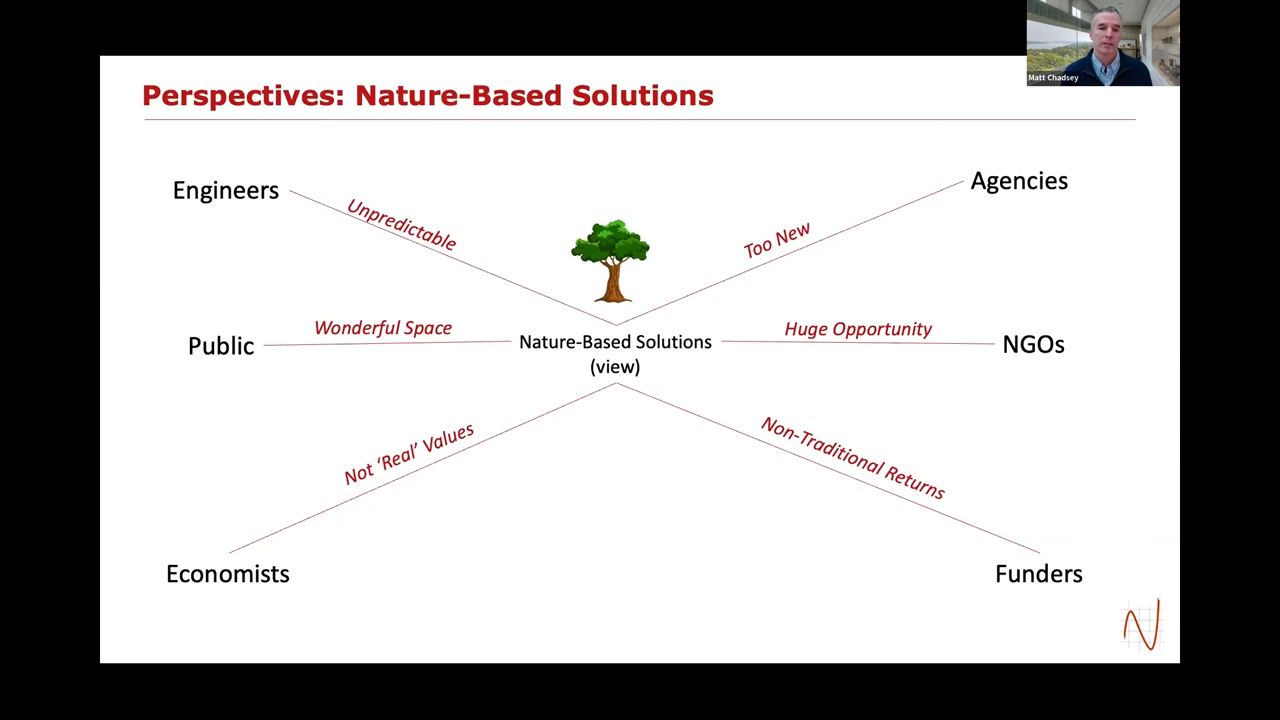 Matt Chadsey
Perspectives: Nature-Based Solutions
Engineers
Agencies
Unpredictable
Too New
Public
Wonderful Space
Nature-Based Solutions
(view)
Huge Opportunity
NGOs
Not ‘Real’ Values
Non-Traditional Returns
Economists
Funders
N